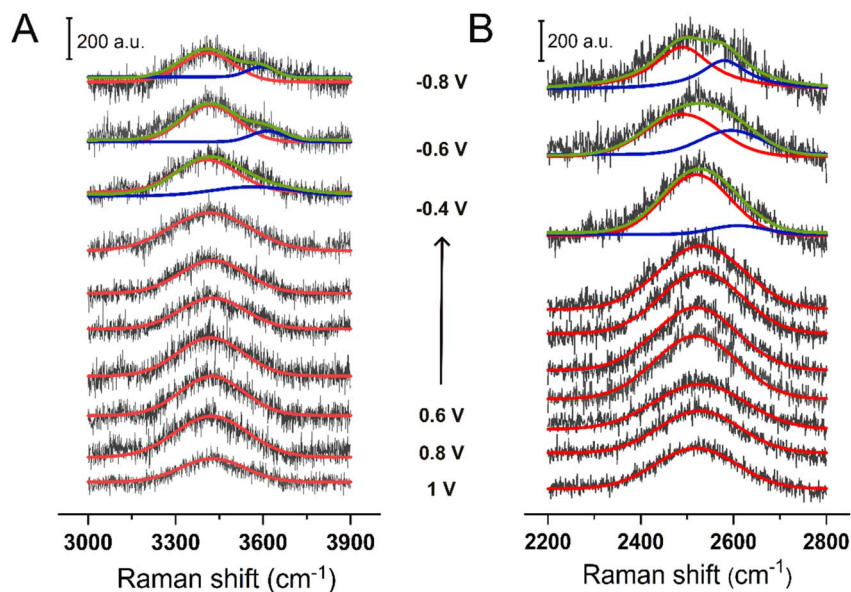 A
200 a.u.
B
200 a.u.
-0.8 V
-0.6 V
-0.4 V
0.6 V
0.8 V
1 V
3000 3300 3600 3900
2200 2400 2600 2800
Raman shift (cm⁻¹)
Raman shift (cm⁻¹)